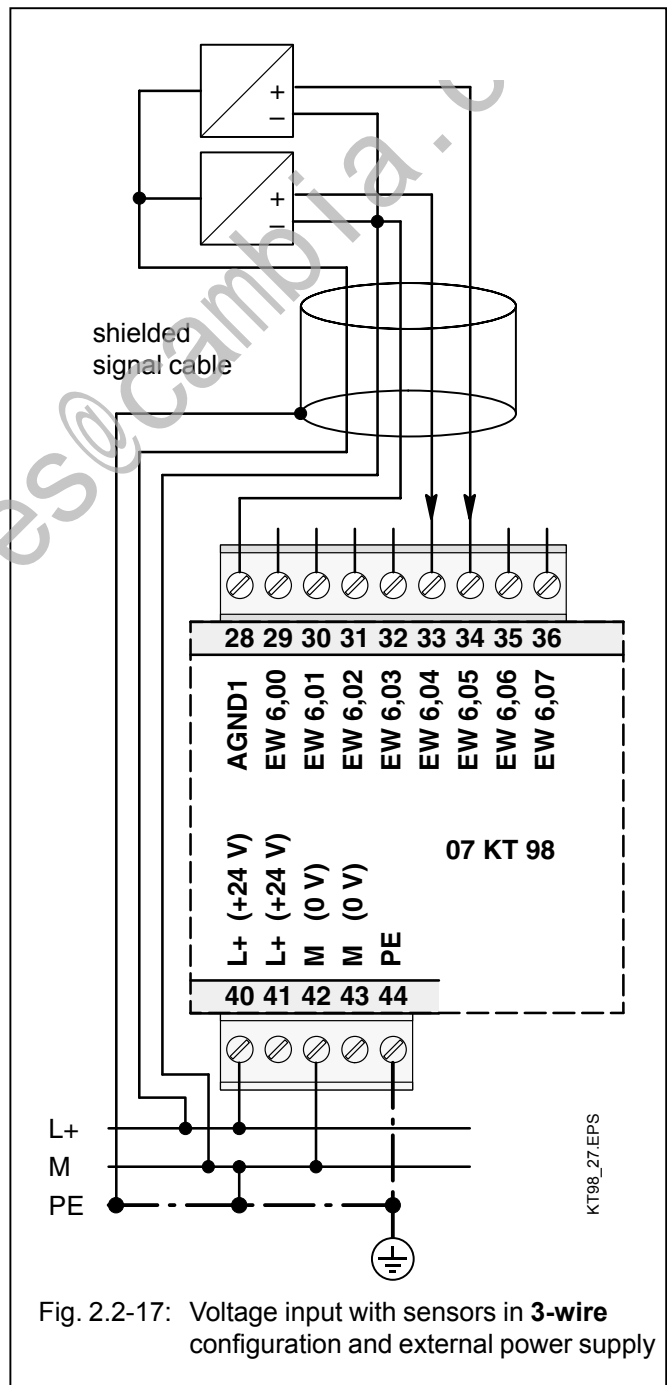 +
–
+
–
shielded
signal cable
28 29 30 31 32 33 34 35 36
AGND1
EW 6,00
EW 6,01
EW 6,02
EW 6,03
EW 6,04
EW 6,05
EW 6,06
EW 6,07
07 KT 98
L+ (+24 V)
L+ (+24 V)
M (0 V)
M (0 V)
PE
40 41 42 43 44
L+
M
PE
KT98_27.EPS
Fig. 2.2-17: Voltage input with sensors in 3-wire
configuration and external power supply